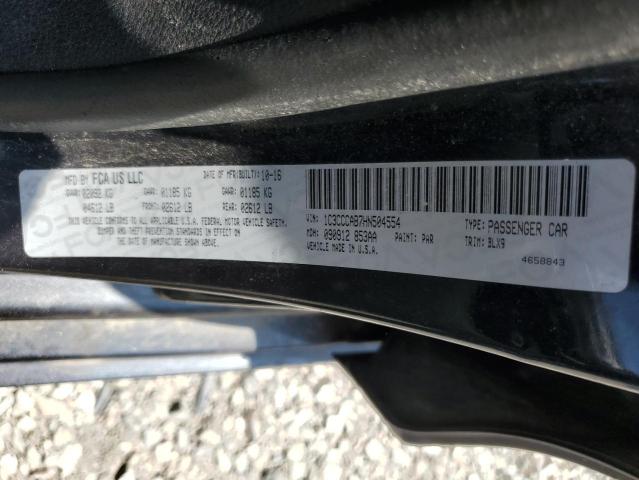 MFD BY FCA US LLC DATE OF MFR(BUILT): 10-16
GVWR: 02092 KG GAWR: 01185 KG GAWR: 01185 KG
04612 LB FRONT: 02612 LB REAR: 02612 LB
THIS VEHICLE CONFORMS TO ALL APPLICABLE U.S.A. FEDERAL MOTOR VEHICLE SAFETY,
BUMPER AND THEFT PREVENTION STANDARDS IN EFFECT
ON THE DATE OF MANUFACTURE SHOWN ABOVE.
VIN: 1C3CCCAB7HN504554 TYPE: PASSENGER CAR
MDH: 090912 853AA PAINT: PAR TRIM: BLX9
VEHICLE MADE IN U.S.A.
4658843